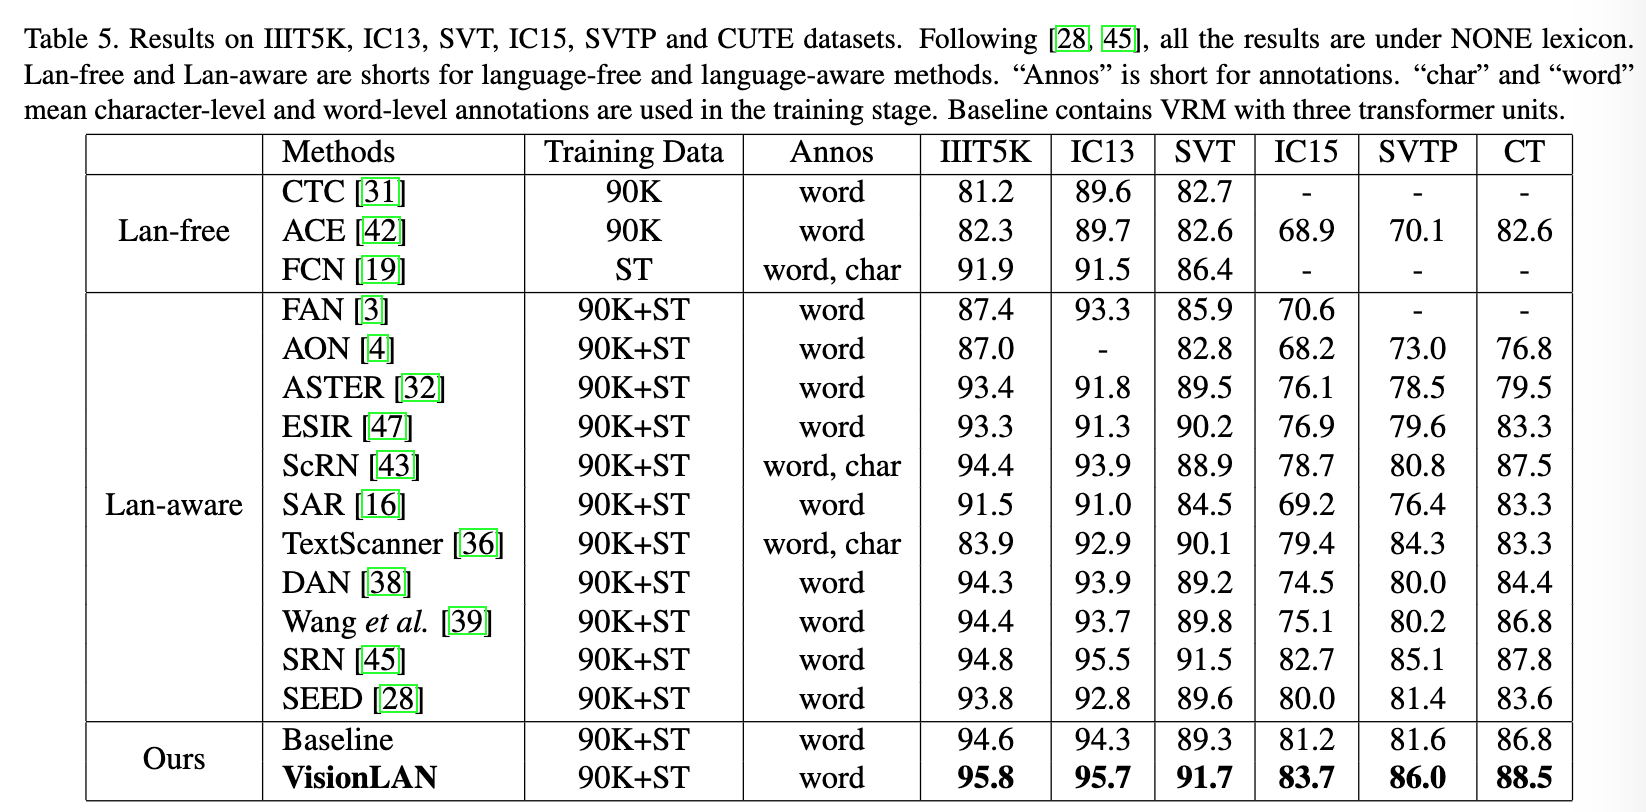 Table 5. Results on IIIT5K, IC13, SVT, IC15, SVTP and CUTE datasets. Following [28, 45], all the results are under NONE lexicon.
Lan-free and Lan-aware are shorts for language-free and language-aware methods. “Annos” is short for annotations. “char” and “word”
mean character-level and word-level annotations are used in the training stage. Baseline contains VRM with three transformer units.
Methods Training Data Annos IIIT5K IC13 SVT IC15 SVTP CT
CTC [31] 90K word 81.2 89.6 82.7 - - -
Lan-free ACE [42] 90K word 82.3 89.7 82.6 68.9 70.1 82.6
FCN [19] ST word, char 91.9 91.5 86.4 - - -
FAN [3] 90K+ST word 87.4 93.3 85.9 70.6 - -
AON [4] 90K+ST word 87.0 - 82.8 68.2 73.0 76.8
ASTER [32] 90K+ST word 93.4 91.8 89.5 76.1 78.5 79.5
ESIR [47] 90K+ST word 93.3 91.3 90.2 76.9 79.6 83.3
ScRN [43] 90K+ST word, char 94.4 93.9 88.9 78.7 80.8 87.5
Lan-aware SAR [16] 90K+ST word 91.5 91.0 84.5 69.2 76.4 83.3
TextScanner [36] 90K+ST word, char 83.9 92.9 90.1 79.4 84.3 83.3
DAN [38] 90K+ST word 94.3 93.9 89.2 74.5 80.0 84.4
Wang et al. [39] 90K+ST word 94.4 93.7 89.8 75.1 80.2 86.8
SRN [45] 90K+ST word 94.8 95.5 91.5 82.7 85.1 87.8
SEED [28] 90K+ST word 93.8 92.8 89.6 80.0 81.4 83.6
Ours Baseline 90K+ST word 94.6 94.3 89.3 81.2 81.6 86.8
VisionLAN 90K+ST word 95.8 95.7 91.7 83.7 86.0 88.5